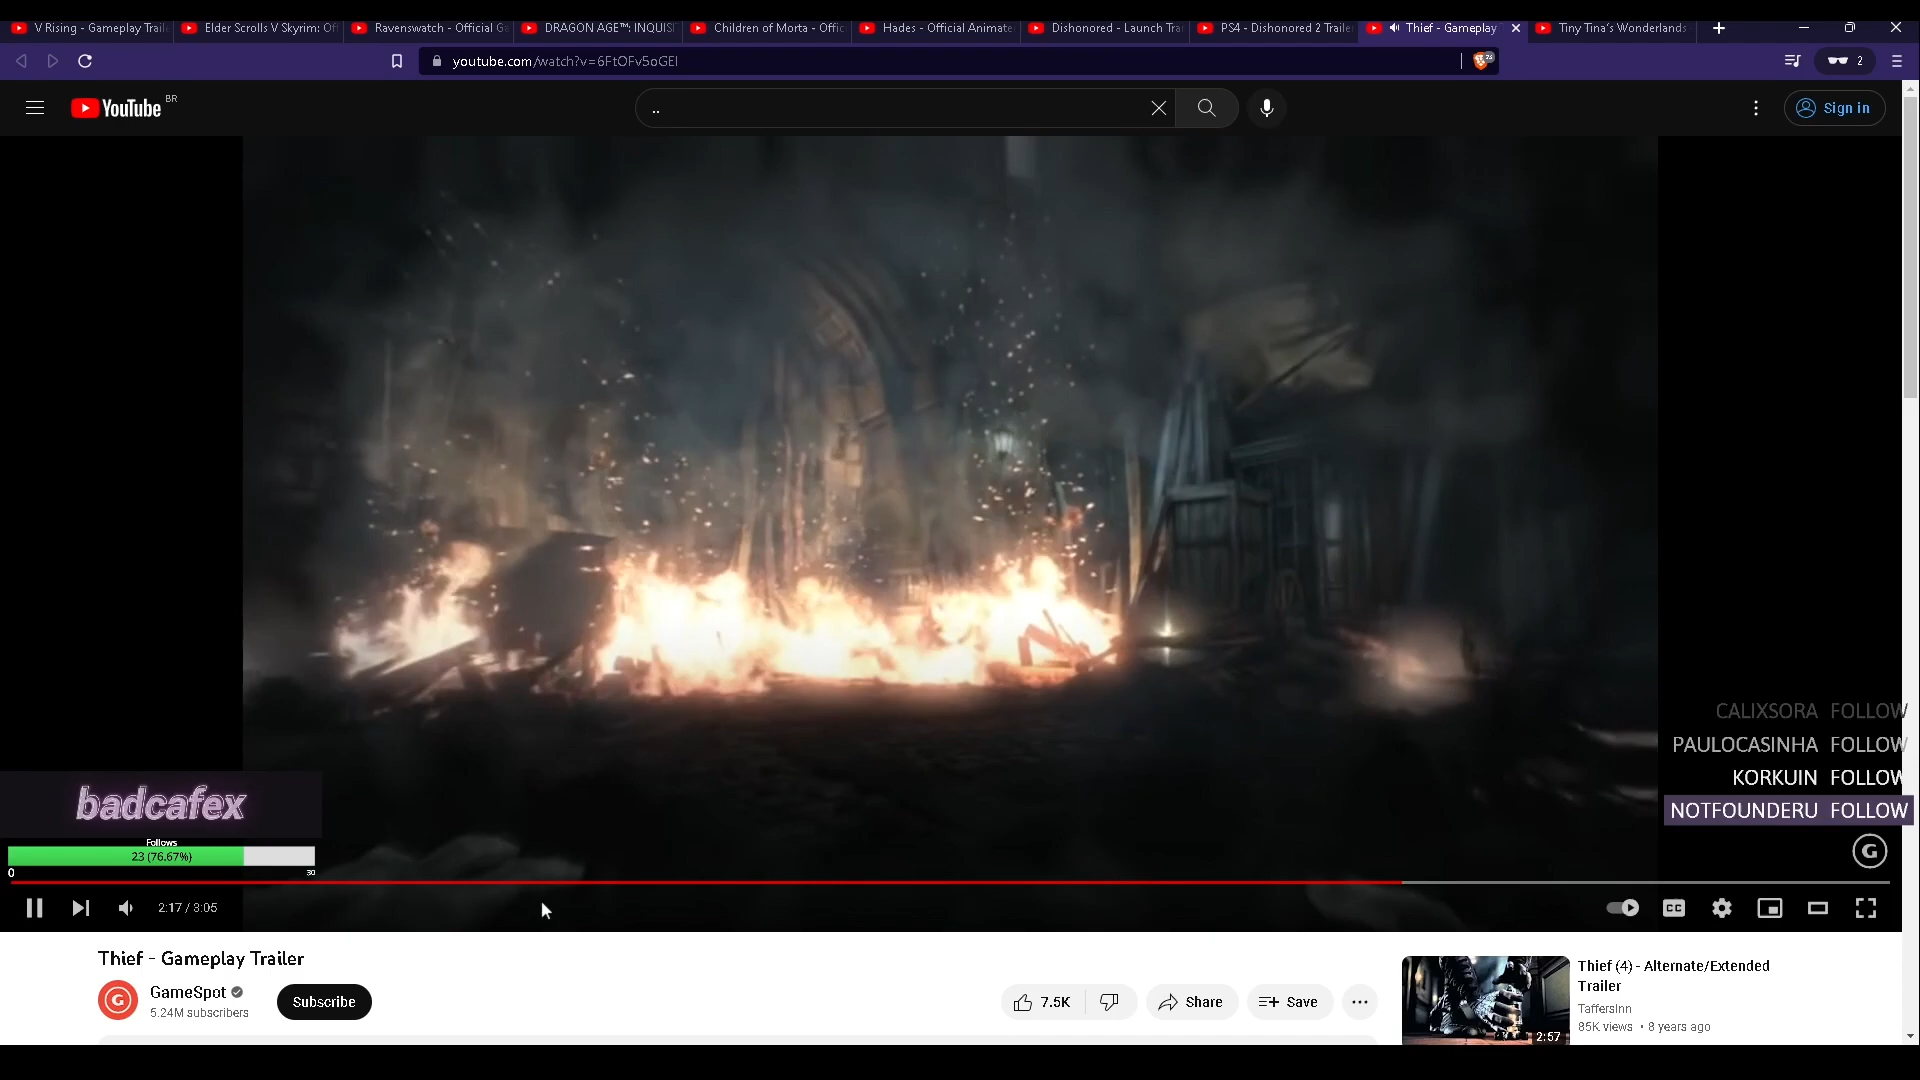 V Rising - Gameplay Trail
Elder Scrolls V Skyrim: Of
Ravenswatch - Official G
DRAGON AGE™: INQUIS
Children of Morta - Offic
Hades - Official Animate
Dishonored - Launch Tra
PS4 - Dishonored 2 Trailer
Thief - Gameplay
Tiny Tina's Wonderlands
youtube.com/watch?v=6FtOFv5oGEI
2
YouTube BR
..
Sign in
CALIXSORA FOLLOW
PAULOCASINHA FOLLOW
KORKUIN FOLLOW
NOTFOUNDERU FOLLOW
badcafex
Follows
23 (76.67%)
0
30
G
2:17 / 3:05
CC
Thief - Gameplay Trailer
GameSpot
5.24M subscribers
Subscribe
7.5K
Share
Save
Thief (4) - Alternate/Extended
Trailer
TaffersInn
85K views • 8 years ago
2:57